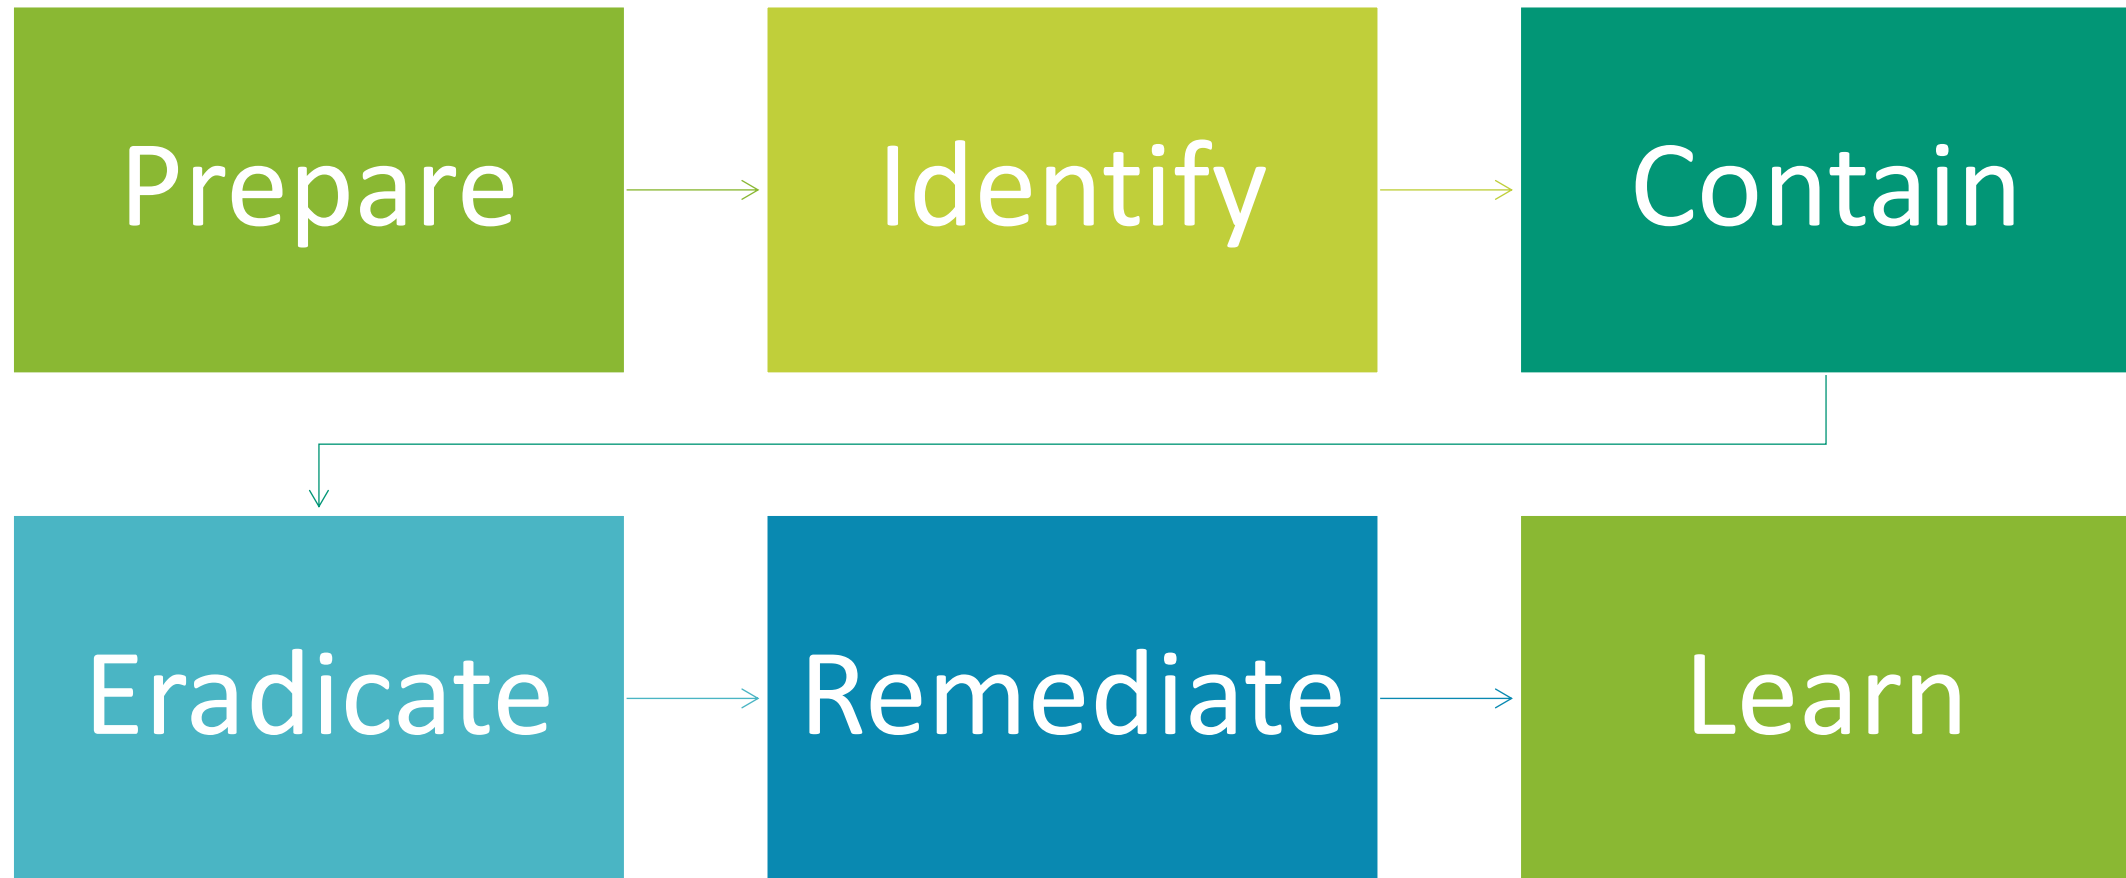 Prepare
Identify
Contain
Eradicate
Remediate
Learn